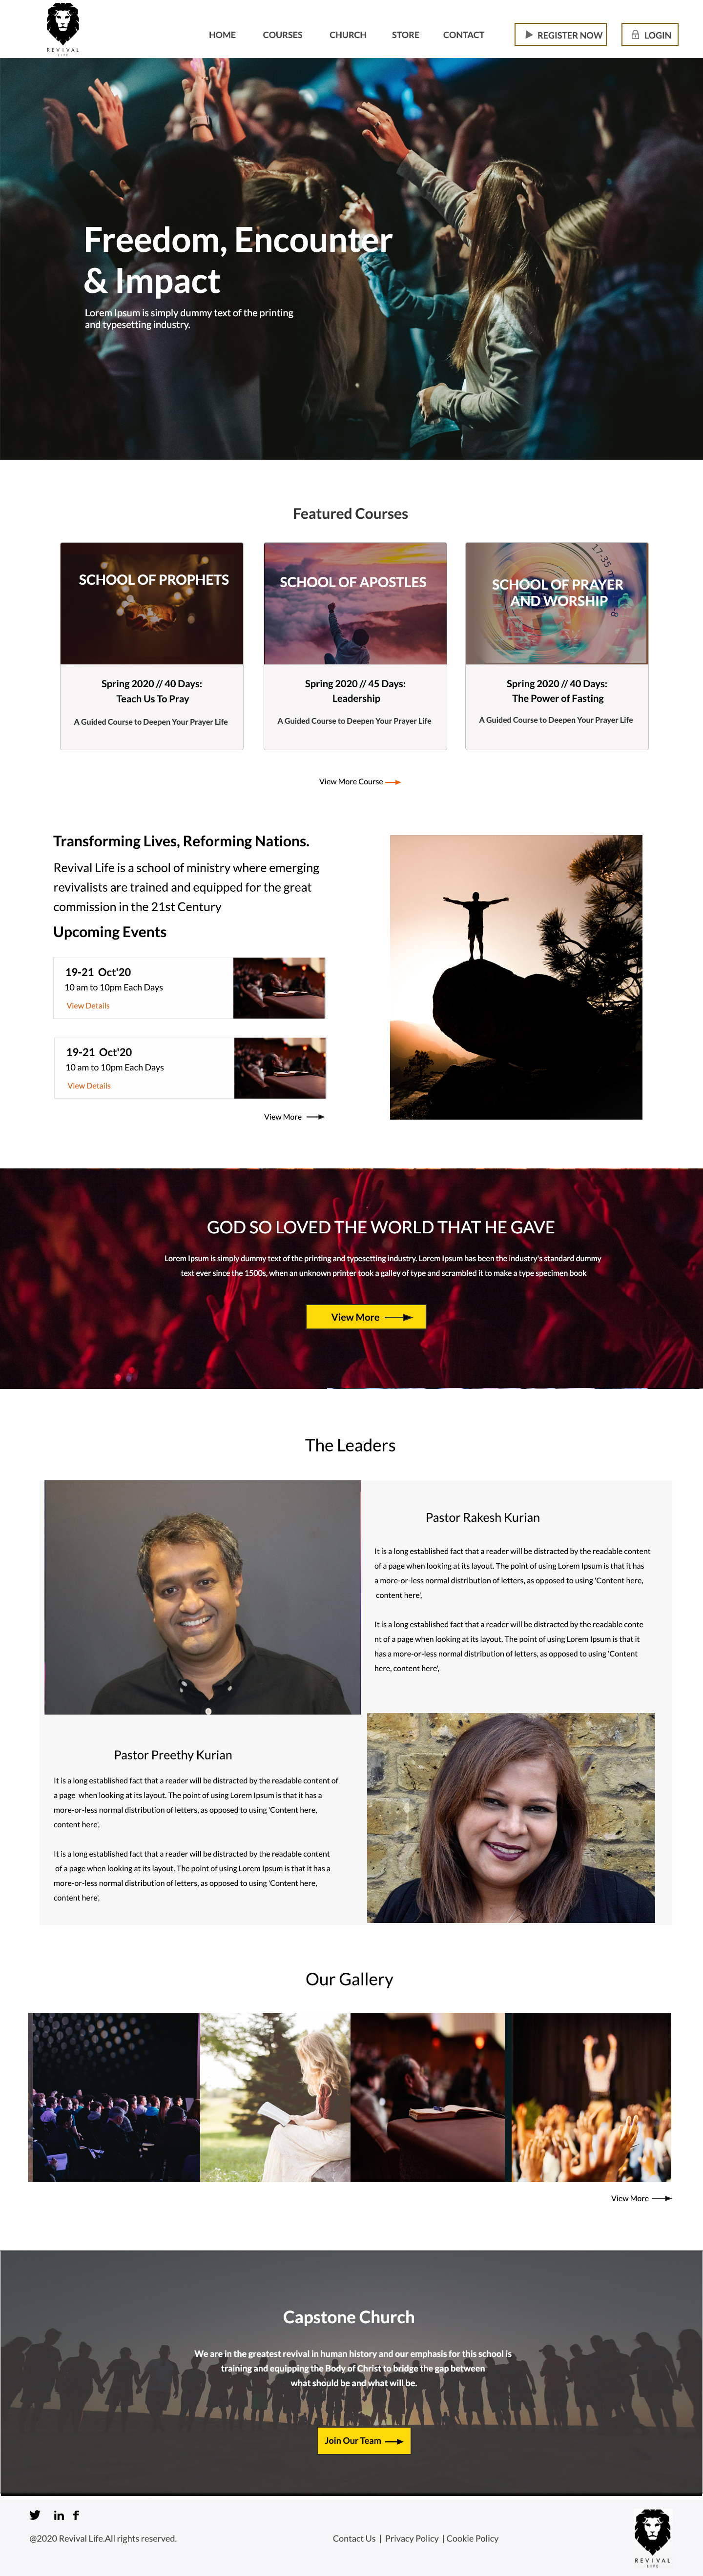 REVIVAL
LIFE
HOME
COURSES
CHURCH
STORE
CONTACT
REGISTER NOW
LOGIN
Freedom, Encounter
& Impact
Lorem Ipsum is simply dummy text of the printing
and typesetting industry.
Featured Courses
SCHOOL OF PROPHETS
Spring 2020 // 40 Days:
Teach Us To Pray
A Guided Course to Deepen Your Prayer Life
SCHOOL OF APOSTLES
Spring 2020 // 45 Days:
Leadership
A Guided Course to Deepen Your Prayer Life
17-35 m
SCHOOL OF PRAYER
AND WORSHIP
Spring 2020 // 40 Days:
The Power of Fasting
A Guided Course to Deepen Your Prayer Life
View More Course
Transforming Lives, Reforming Nations.
Revival Life is a school of ministry where emerging
revivalists are trained and equipped for the great
commission in the 21st Century
Upcoming Events
19-21 Oct'20
10 am to 10pm Each Days
View Details
19-21 Oct'20
10 am to 10pm Each Days
View Details
View More
GOD SO LOVED THE WORLD THAT HE GAVE
Lorem Ipsum is simply dummy text of the printing and typesetting industry. Lorem Ipsum has been the industry's standard dummy
text ever since the 1500s, when an unknown printer took a galley of type and scrambled it to make a type specimen book
View More
The Leaders
Pastor Rakesh Kurian
It is a long established fact that a reader will be distracted by the readable content
of a page when looking at its layout. The point of using Lorem Ipsum is that it has
a more-or-less normal distribution of letters, as opposed to using 'Content here,
content here',
It is a long established fact that a reader will be distracted by the readable conte
nt of a page when looking at its layout. The point of using Lorem Ipsum is that it
has a more-or-less normal distribution of letters, as opposed to using 'Content
here, content here',
Pastor Preethy Kurian
It is a long established fact that a reader will be distracted by the readable content of
a page when looking at its layout. The point of using Lorem Ipsum is that it has a
more-or-less normal distribution of letters, as opposed to using 'Content here,
content here',
It is a long established fact that a reader will be distracted by the readable content
of a page when looking at its layout. The point of using Lorem Ipsum is that it has a
more-or-less normal distribution of letters, as opposed to using 'Content here,
content here',
Our Gallery
View More
Capstone Church
We are in the greatest revival in human history and our emphasis for this school is
training and equipping the Body of Christ to bridge the gap between
what should be and what will be.
Join Our Team
@2020 Revival Life.All rights reserved.
Contact Us | Privacy Policy | Cookie Policy
REVIVAL
LIFE